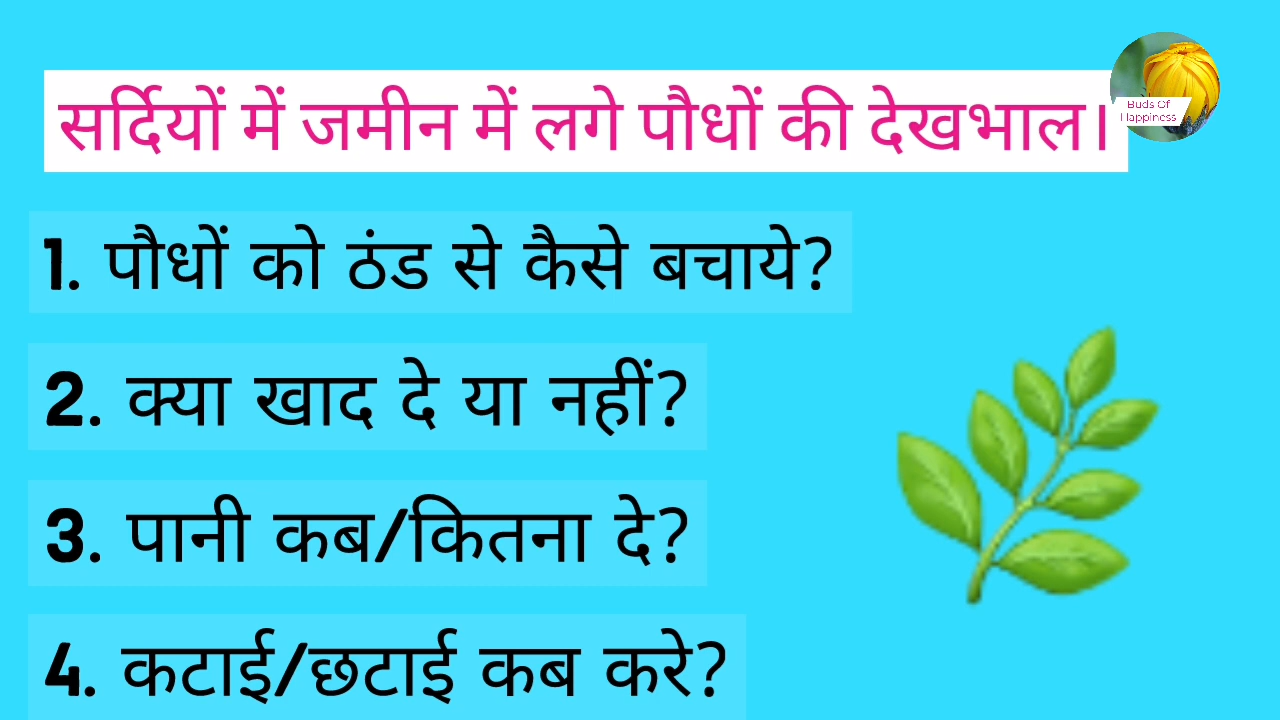 सर्दियों में जमीन में लगे पौधों की देखभाल।
Buds Of
Happiness
1. पौधों को ठंड से कैसे बचाये?
2. क्या खाद दे या नहीं?
3. पानी कब/कितना दे?
4. कटाई/छटाई कब करे?